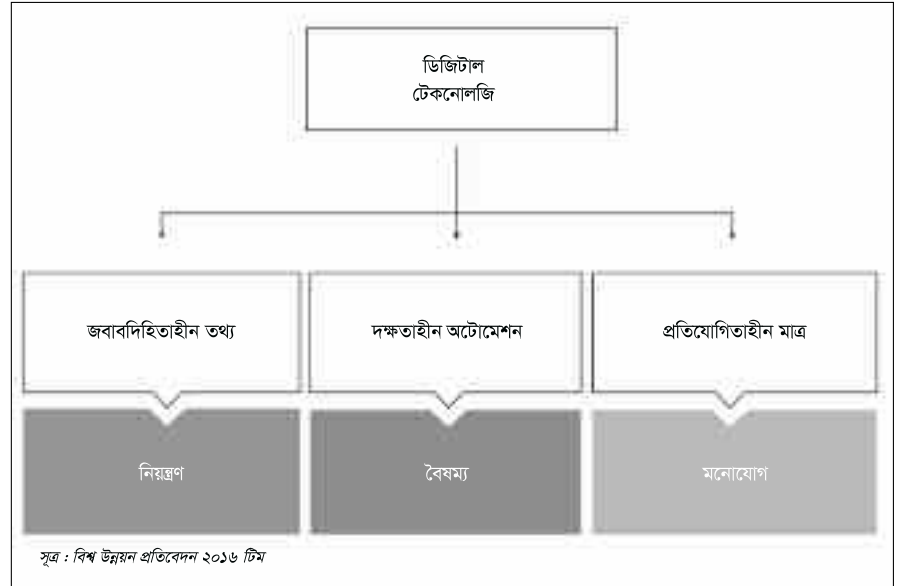 ডিজিটাল
টেকনোলজি
জবাবদিহিতাহীন তথ্য
দক্ষতাহীন অটোমেশন
প্রতিযোগিতাহীন মাত্র
নিয়ন্ত্রণ
বৈষম্য
মনোযোগ
সূত্র : বিশ্ব উন্নয়ন প্রতিবেদন ২০১৬ টিম